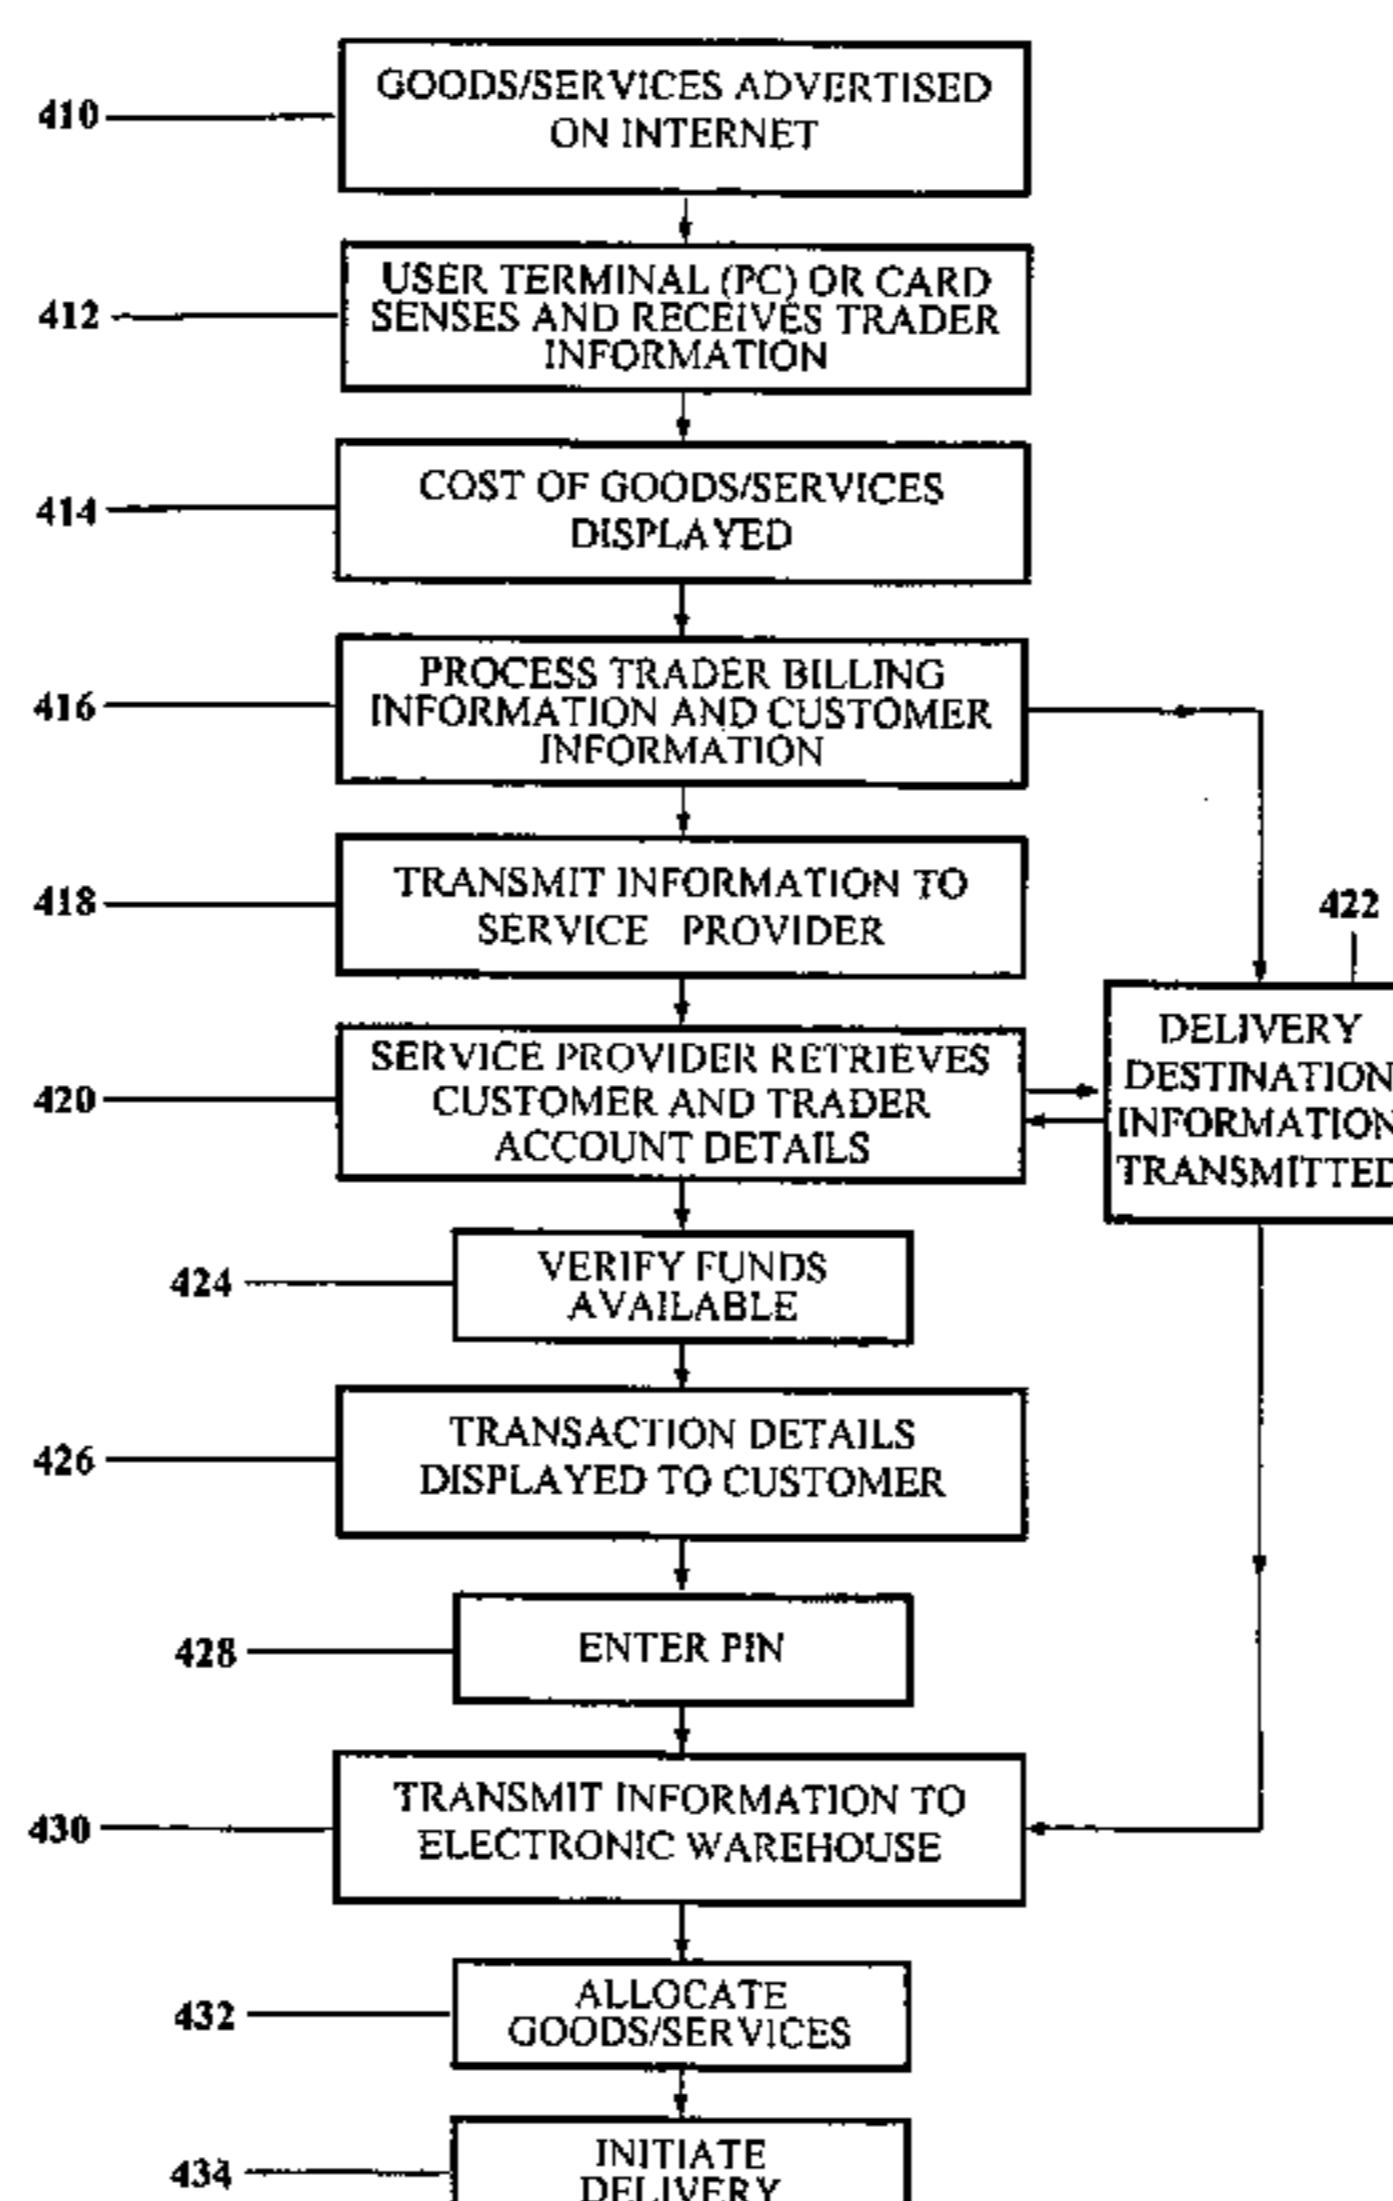 410
GOODS/SERVICES ADVERTISED
ON INTERNET
412
USER TERMINAL (PC) OR CARD
SENSES AND RECEIVES TRADER
INFORMATION
414
COST OF GOODS/SERVICES
DISPLAYED
416
PROCESS TRADER BILLING
INFORMATION AND CUSTOMER
INFORMATION
418
TRANSMIT INFORMATION TO
SERVICE PROVIDER
422
DELIVERY
DESTINATION
INFORMATION
TRANSMITTED
420
SERVICE PROVIDER RETRIEVES
CUSTOMER AND TRADER
ACCOUNT DETAILS
424
VERIFY FUNDS
AVAILABLE
426
TRANSACTION DETAILS
DISPLAYED TO CUSTOMER
428
ENTER PIN
430
TRANSMIT INFORMATION TO
ELECTRONIC WAREHOUSE
432
ALLOCATE
GOODS/SERVICES
434
INITIATE
DELIVERY